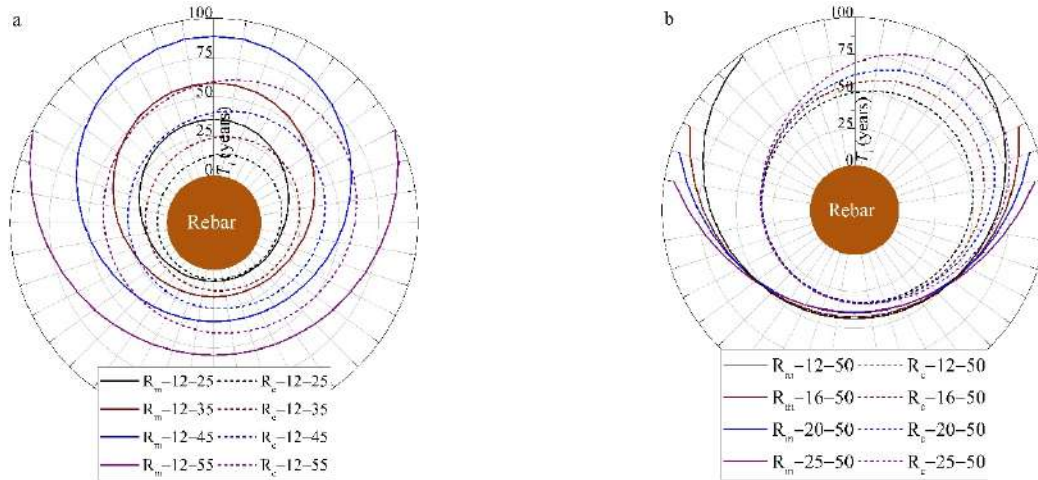 a
100
75
50
25
0
T_i (years)
Rebar
R_m-12-25 R_c-12-25
R_m-12-35 R_c-12-35
R_m-12-45 R_c-12-45
R_m-12-55 R_c-12-55
b
100
75
50
25
0
T_i (years)
Rebar
R_m-12-50 R_c-12-50
R_m-16-50 R_c-16-50
R_m-20-50 R_c-20-50
R_m-25-50 R_c-25-50